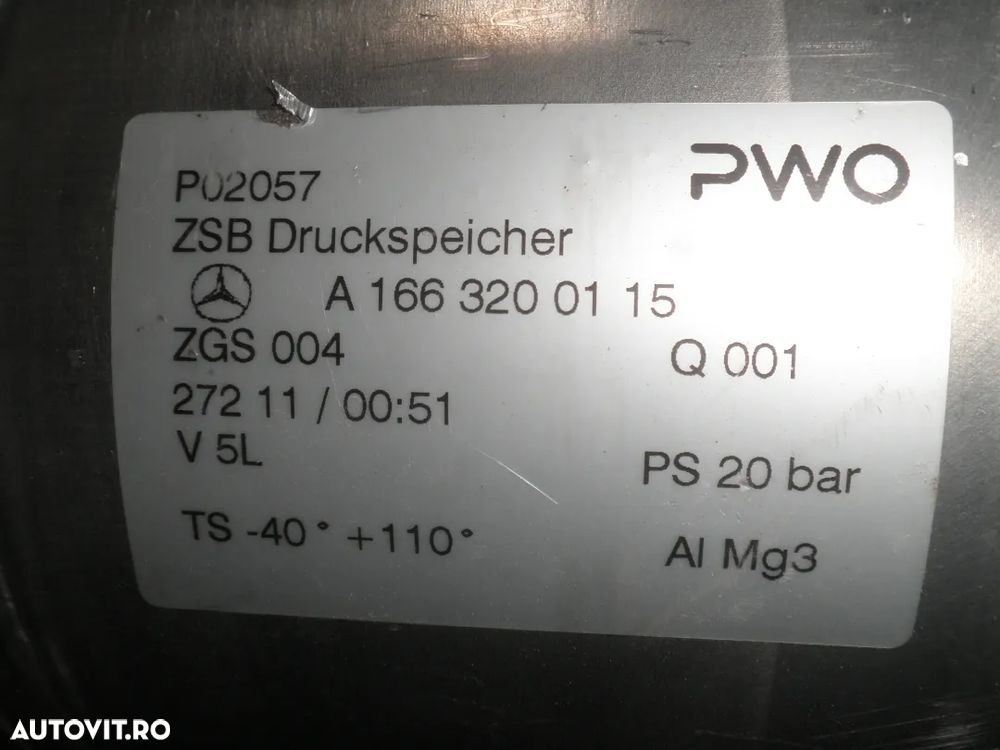 PWO
P02057
ZSB Druckspeicher
A 166 320 01 15
ZGS 004 Q 001
272 11 / 00:51
V 5L PS 20 bar
TS -40° +110° Al Mg3
AUTOVIT.RO